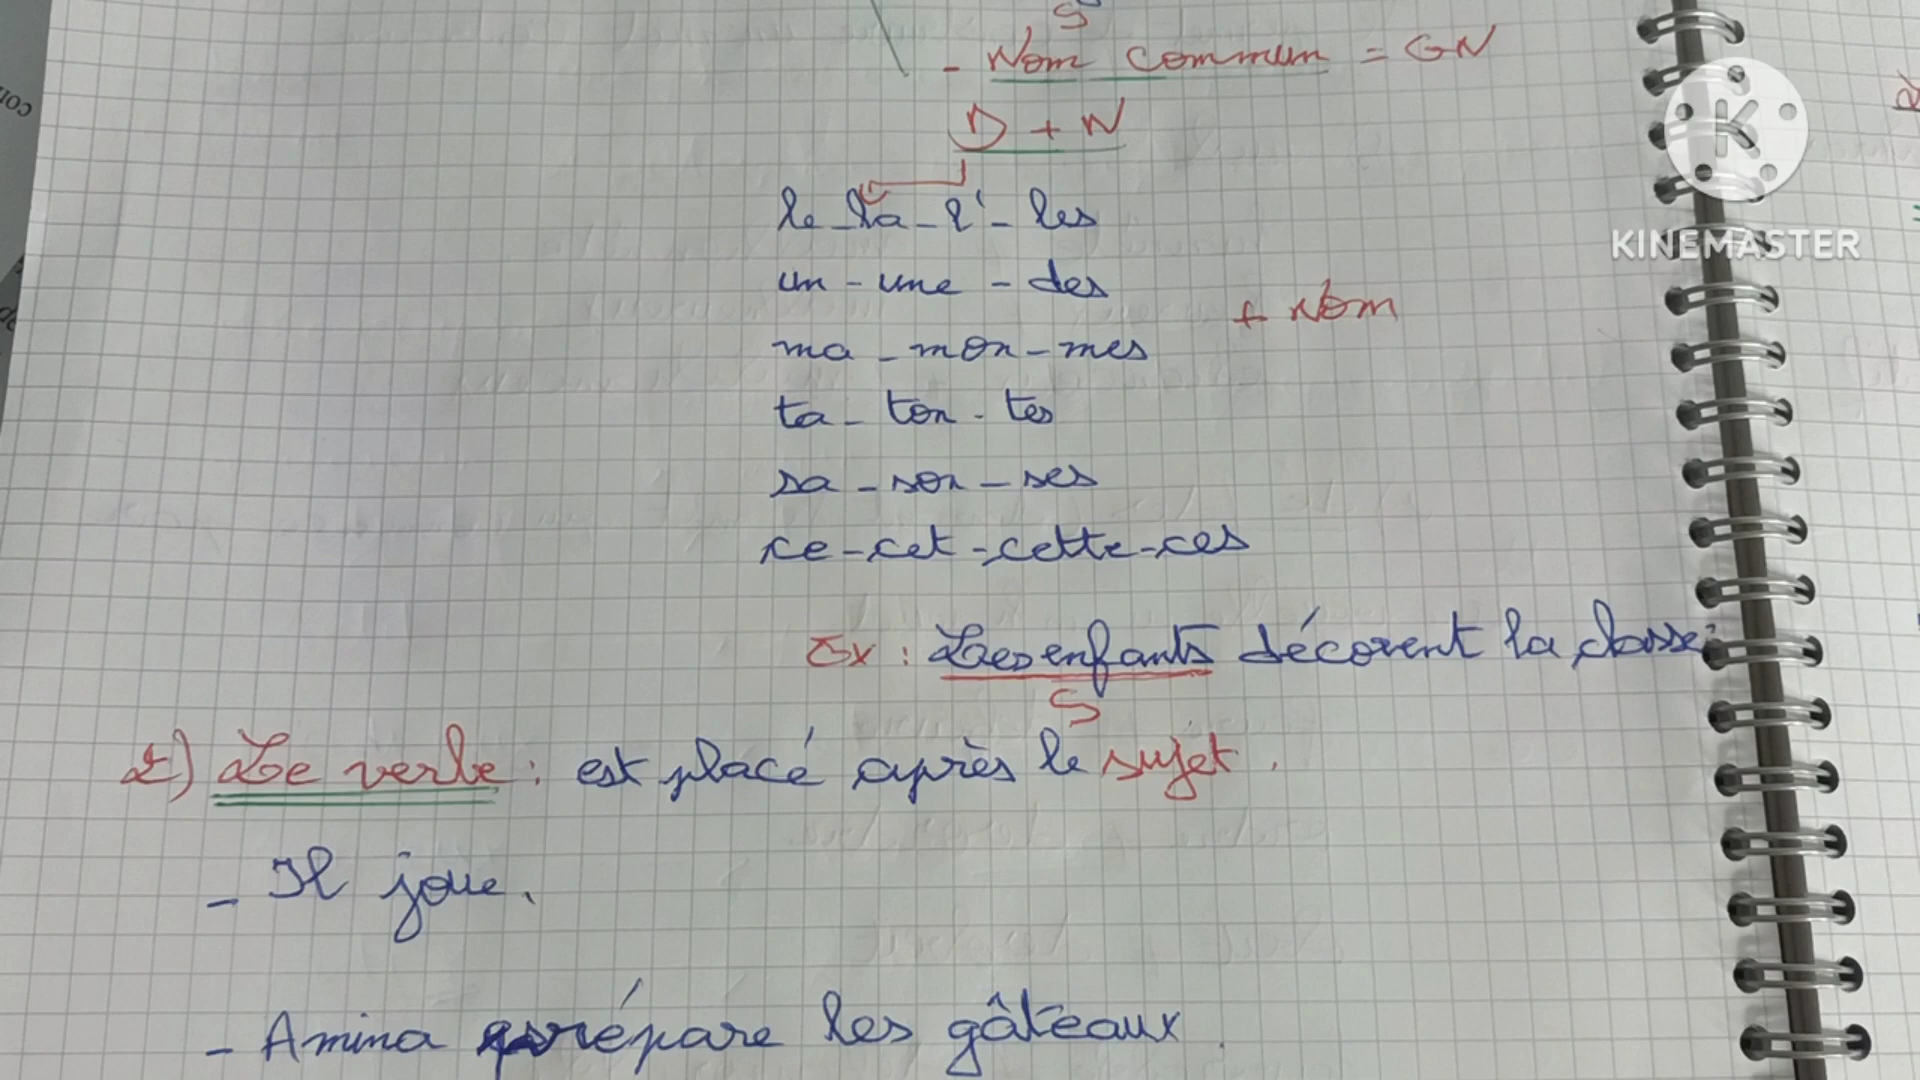 S
- Nom commun = GN
D + N
le - la - l' - les
un - une - des
+ Nom
ma - mon - mes
ta - ton - tes
sa - son - ses
ce - cet - cette - ces
Ex : Les enfants décorent la classe.
S
2) Le verbe : est placé après le sujet.
- Il joue.
- Amina prépare les gâteaux.
KINEMASTER